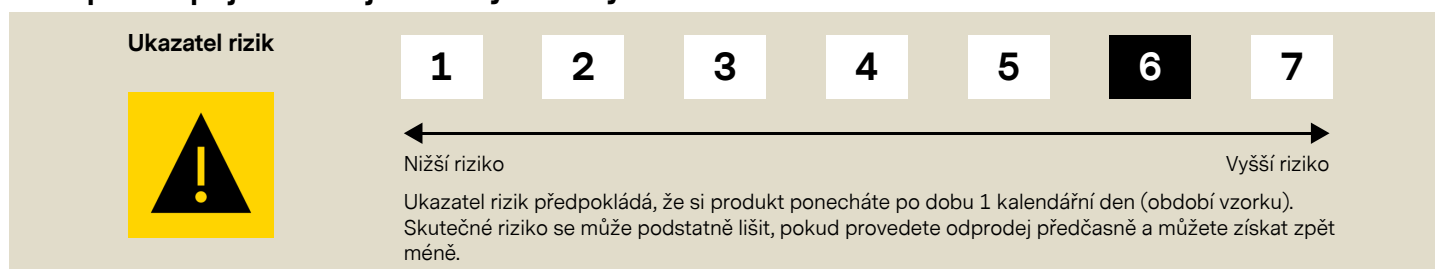 Ukazatel rizik
1 2 3 4 5 6 7
Nižší riziko Vyšší riziko
Ukazatel rizik předpokládá, že si produkt ponecháte po dobu 1 kalendářní den (období vzorku).
Skutečné riziko se může podstatně lišit, pokud provedete odprodej předčasně a můžete získat zpět
méně.